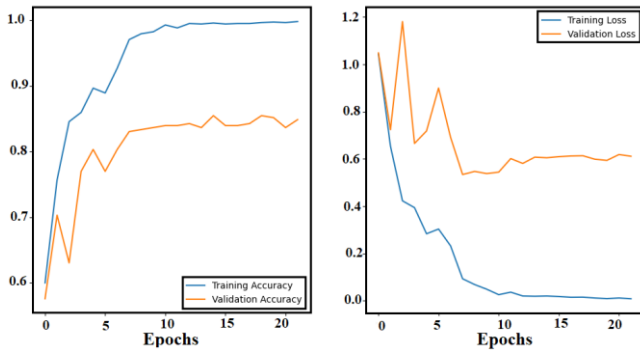 1.0
0.9
0.8
0.7
0.6
Training Accuracy
Validation Accuracy
0 5 10 15 20
Epochs
1.2
1.0
0.8
0.6
0.4
0.2
0.0
Training Loss
Validation Loss
0 5 10 15 20
Epochs